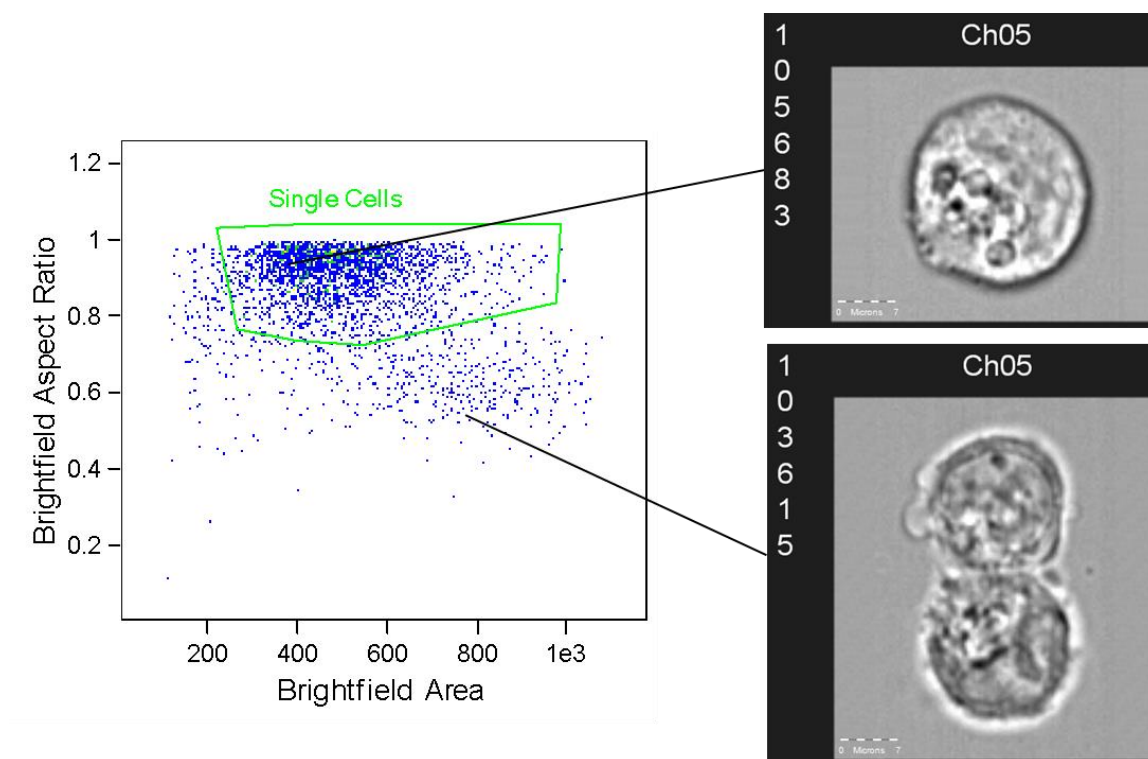 Single Cells
1.2
1
0.8
0.6
0.4
0.2
Brightfield Aspect Ratio
200 400 600 800 1e3
Brightfield Area
Ch05
1
0
5
6
8
3
0 Microns 7
Ch05
1
0
3
6
1
5
0 Microns 7